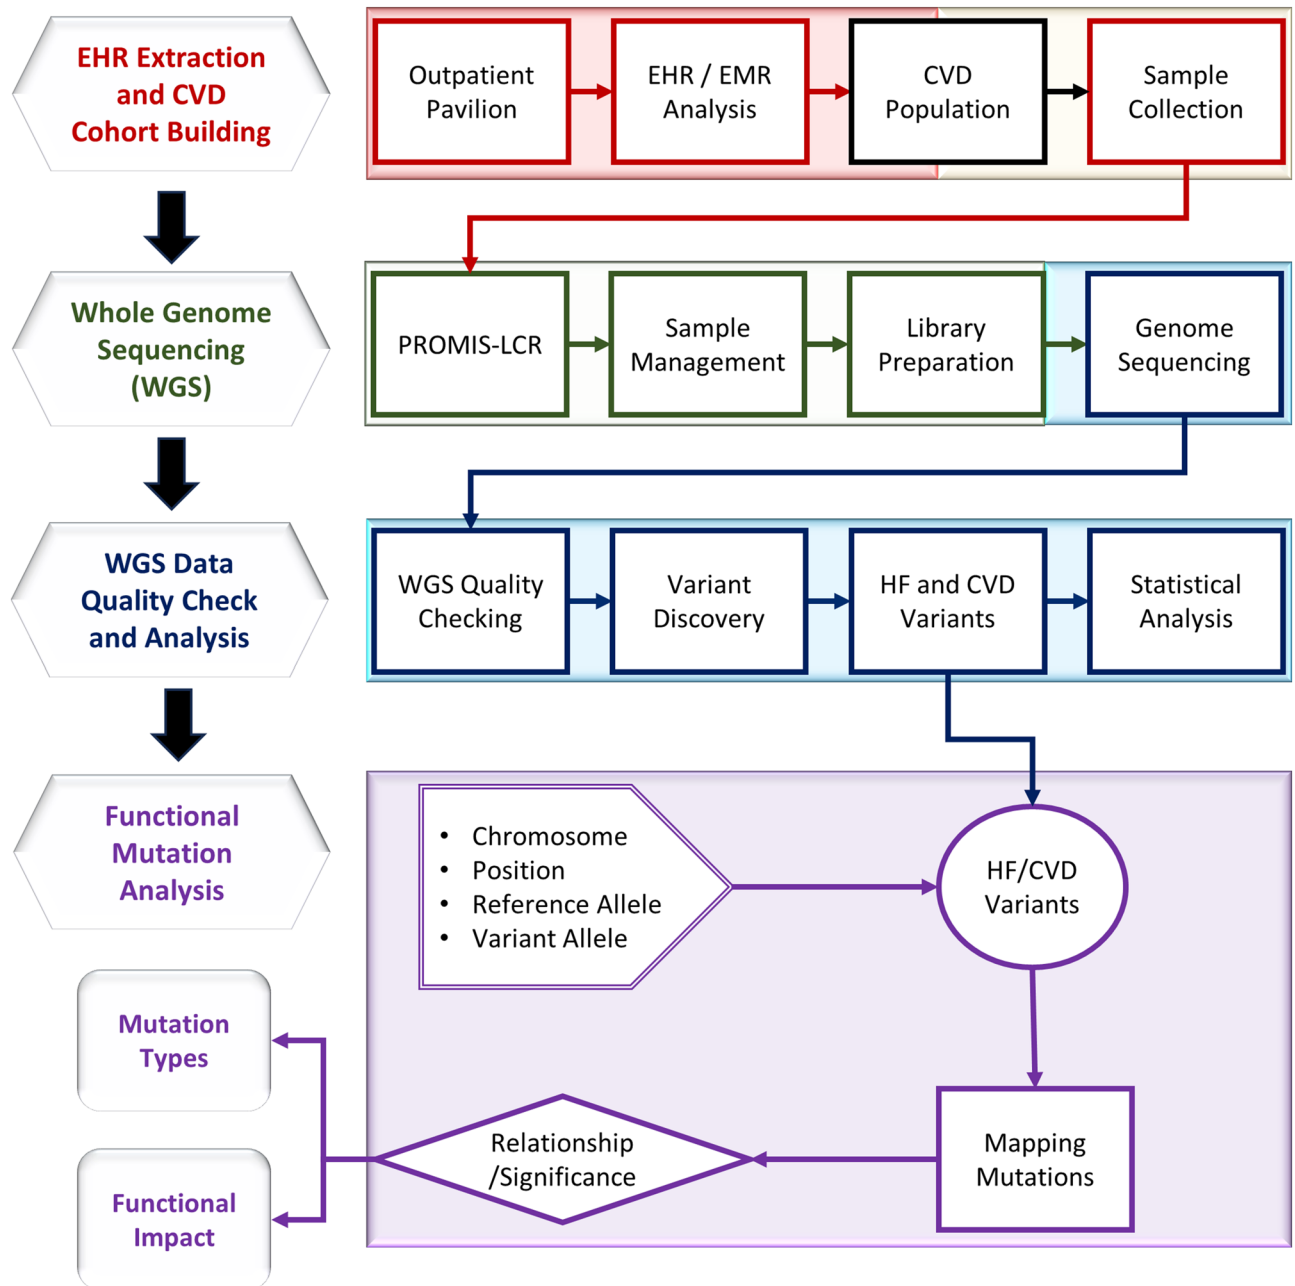 EHR Extraction
and CVD
Cohort Building
Outpatient
Pavilion
EHR / EMR
Analysis
CVD
Population
Sample
Collection
Whole Genome
Sequencing
(WGS)
PROMIS-LCR
Sample
Management
Library
Preparation
Genome
Sequencing
WGS Data
Quality Check
and Analysis
WGS Quality
Checking
Variant
Discovery
HF and CVD
Variants
Statistical
Analysis
Functional
Mutation
Analysis
• Chromosome
• Position
• Reference Allele
• Variant Allele
HF/CVD
Variants
Mutation
Types
Relationship
/Significance
Mapping
Mutations
Functional
Impact